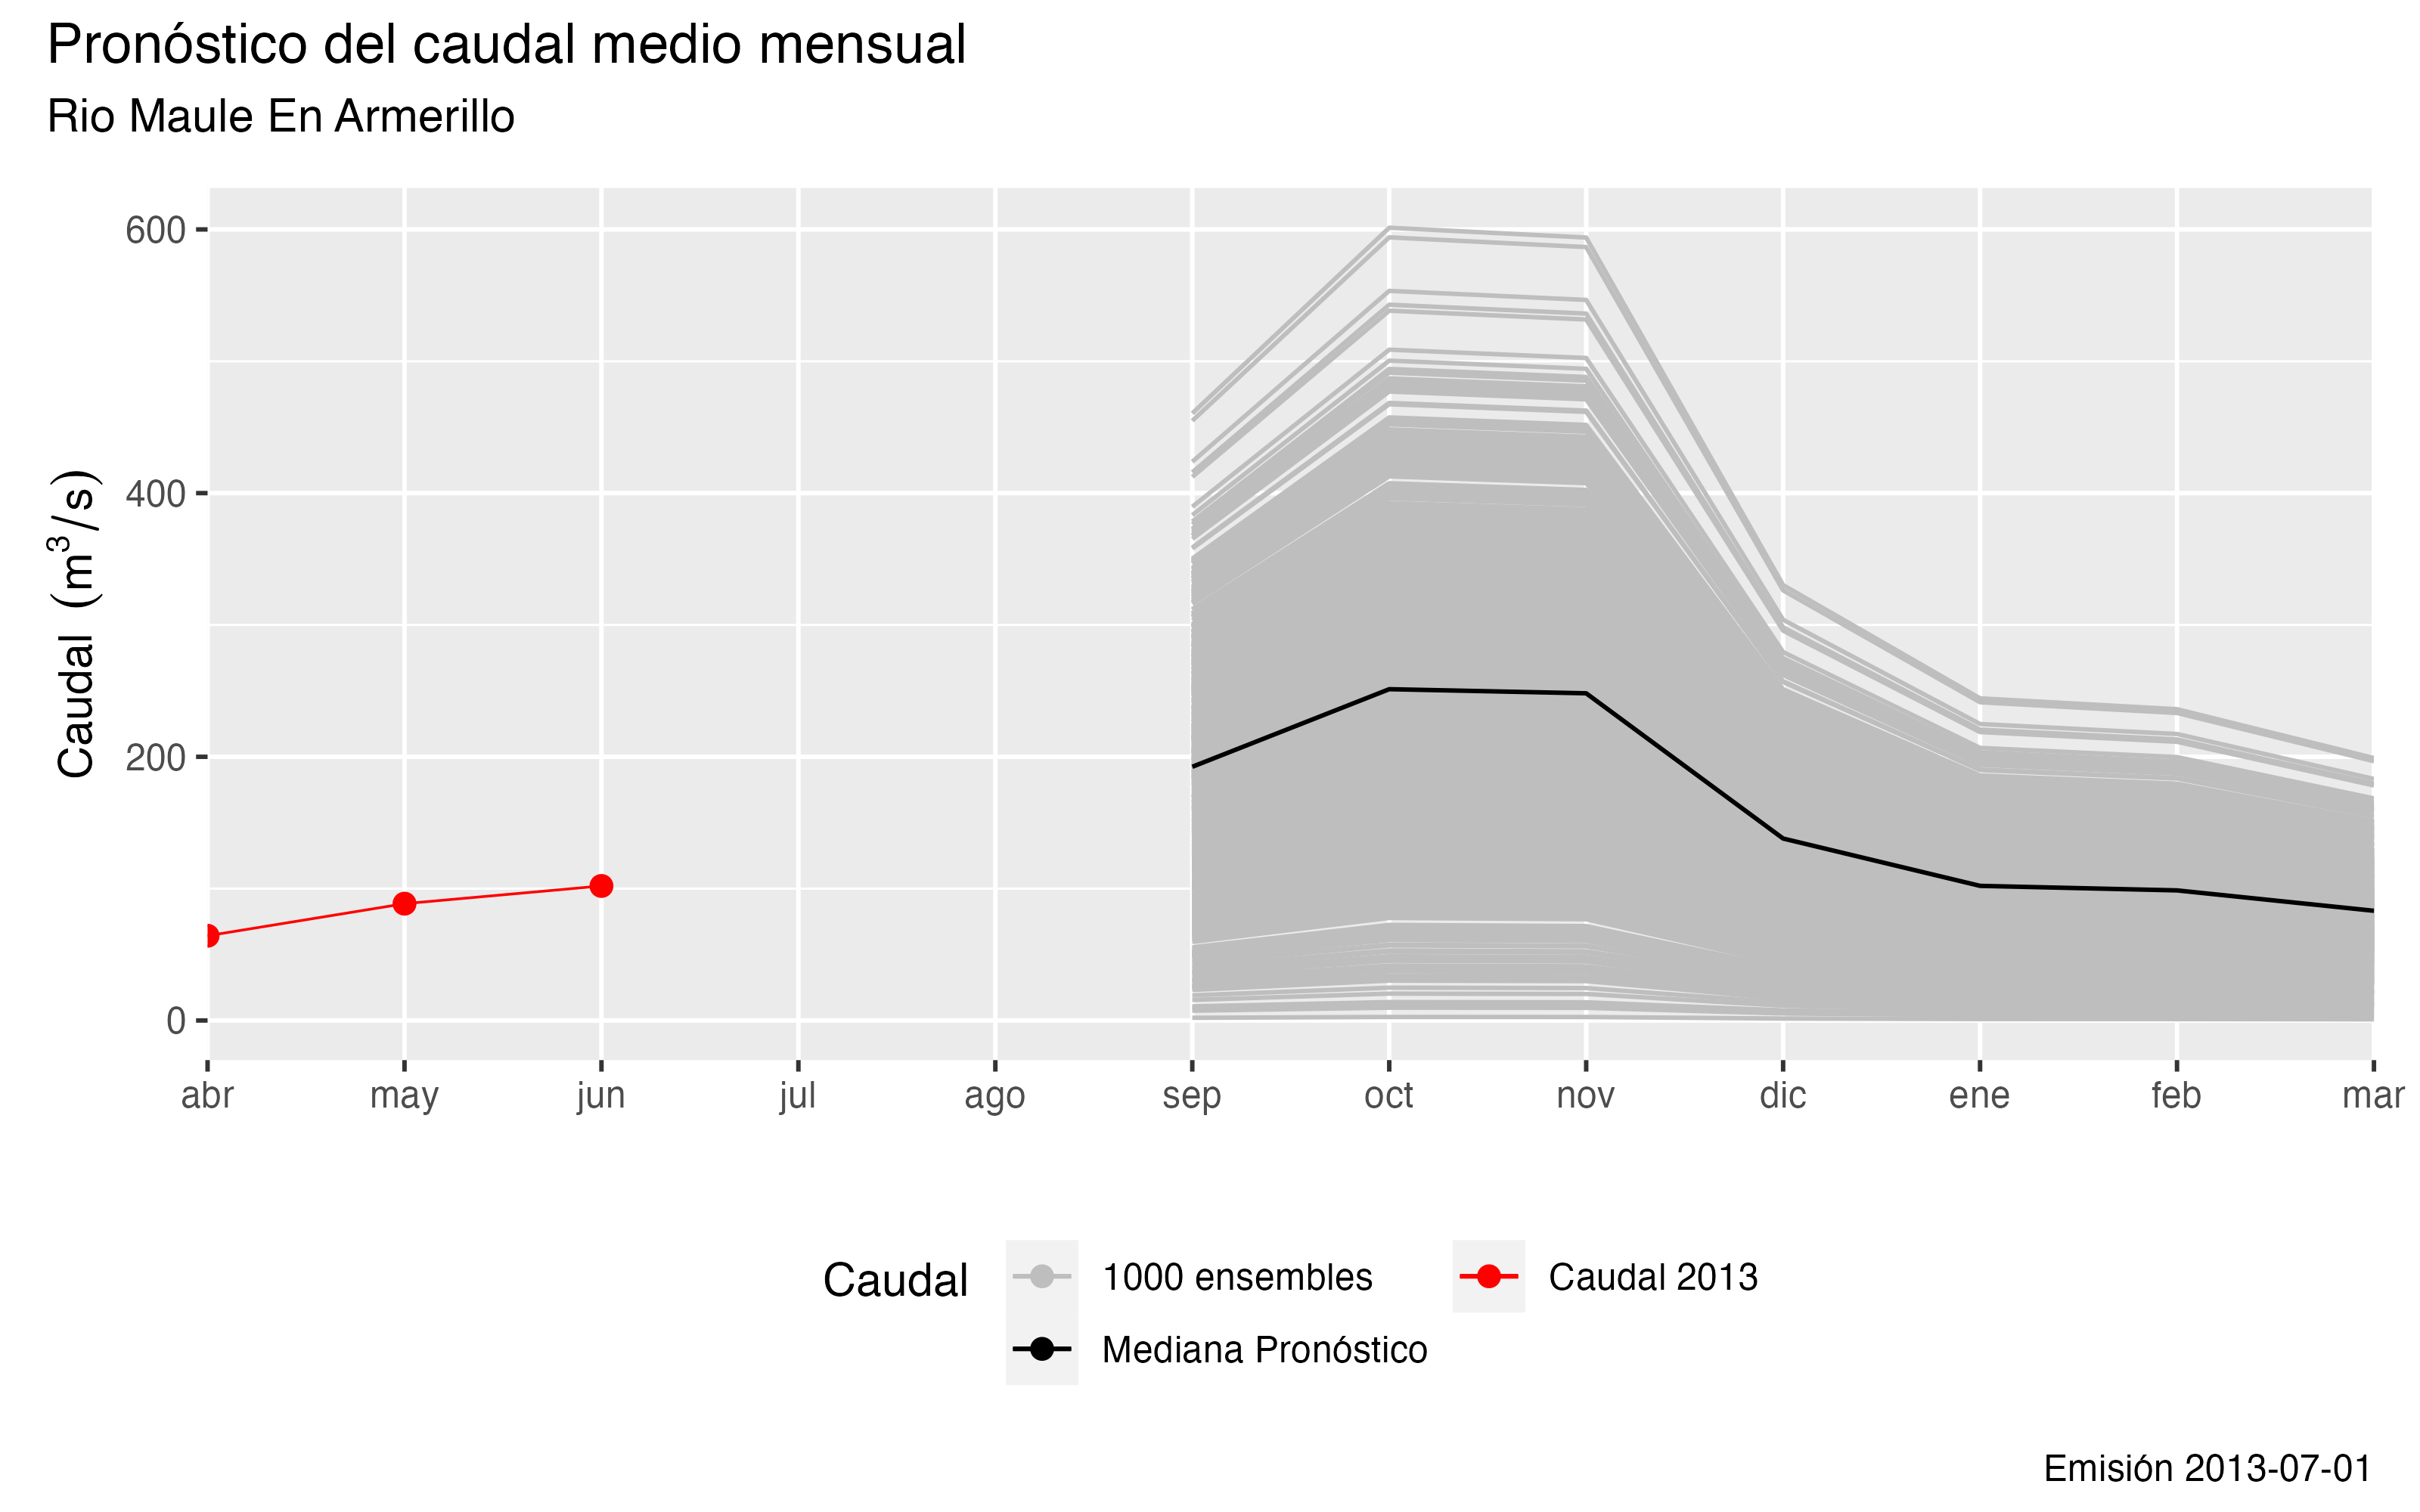 Pronóstico del caudal medio mensual
Rio Maule En Armerillo
Caudal (m³/s)
600
400
200
0
abr may jun jul ago sep oct nov dic ene feb mar
Caudal
1000 ensembles
Caudal 2013
Mediana Pronóstico
Emisión 2013-07-01